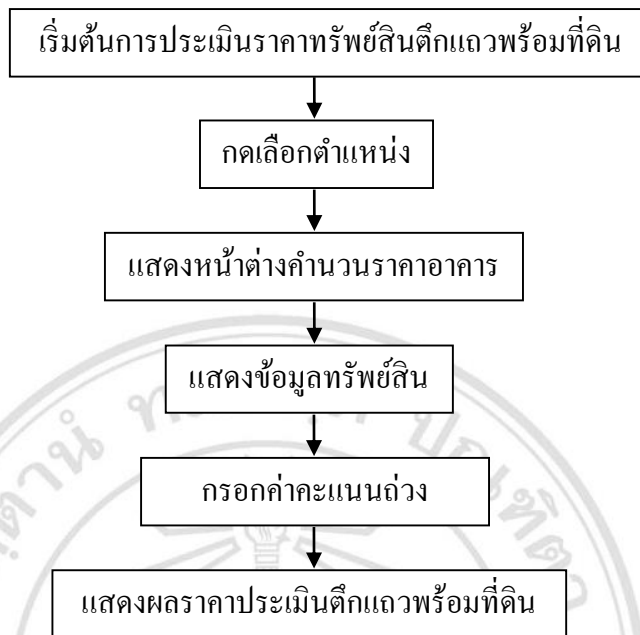 เริ่มต้นการประเมินราคาทรัพย์สินตึกแถวพร้อมที่ดิน
กดเลือกตำแหน่ง
แสดงหน้าต่างคำนวนราคาอาคาร
แสดงข้อมูลทรัพย์สิน
กรอกค่าคะแนนถ่วง
แสดงผลราคาประเมินตึกแถวพร้อมที่ดิน